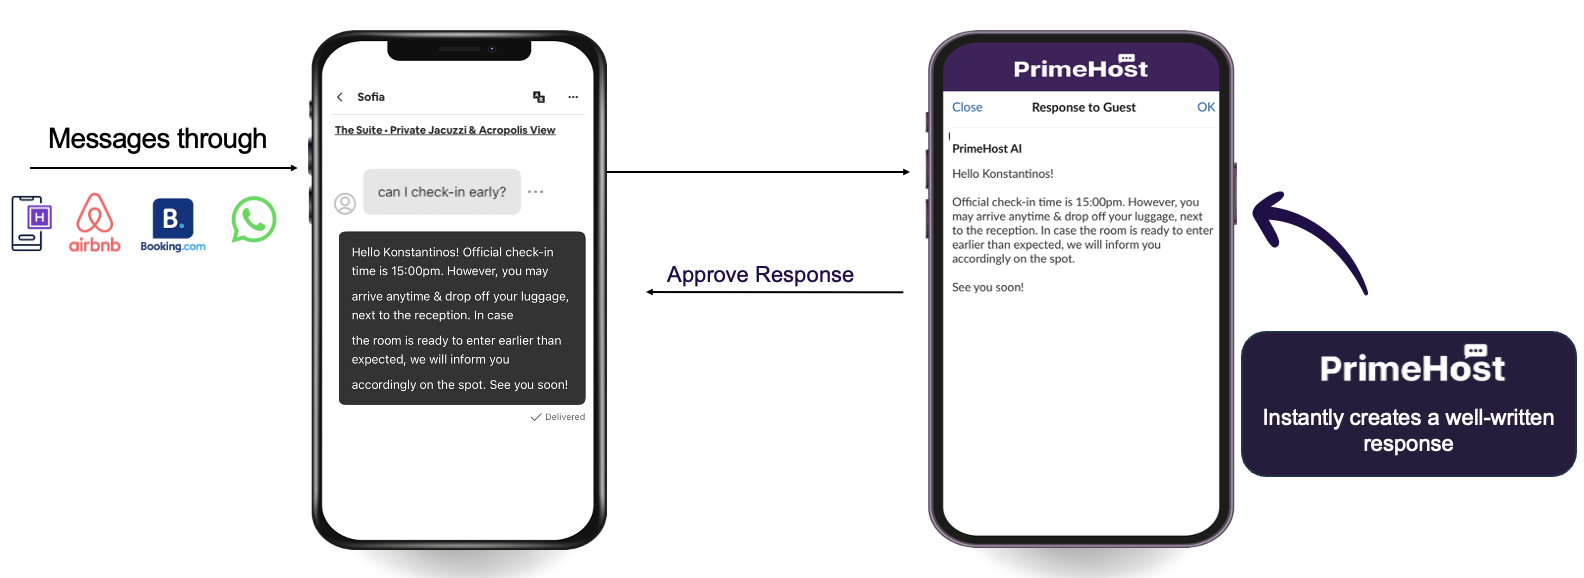 Messages through
H
airbnb
B.
Booking.com
Sofia
The Suite · Private Jacuzzi & Acropolis View
can I check-in early?
Hello Konstantinos! Official check-in
time is 15:00pm. However, you may
arrive anytime & drop off your luggage,
next to the reception. In case
the room is ready to enter earlier than
expected, we will inform you
accordingly on the spot. See you soon!
Delivered
Approve Response
PrimeHost
Close Response to Guest OK
PrimeHost AI
Hello Konstantinos!
Official check-in time is 15:00pm. However, you
may arrive anytime & drop off your luggage, next
to the reception. In case the room is ready to enter
earlier than expected, we will inform you
accordingly on the spot.
See you soon!
PrimeHost
Instantly creates a well-written
response